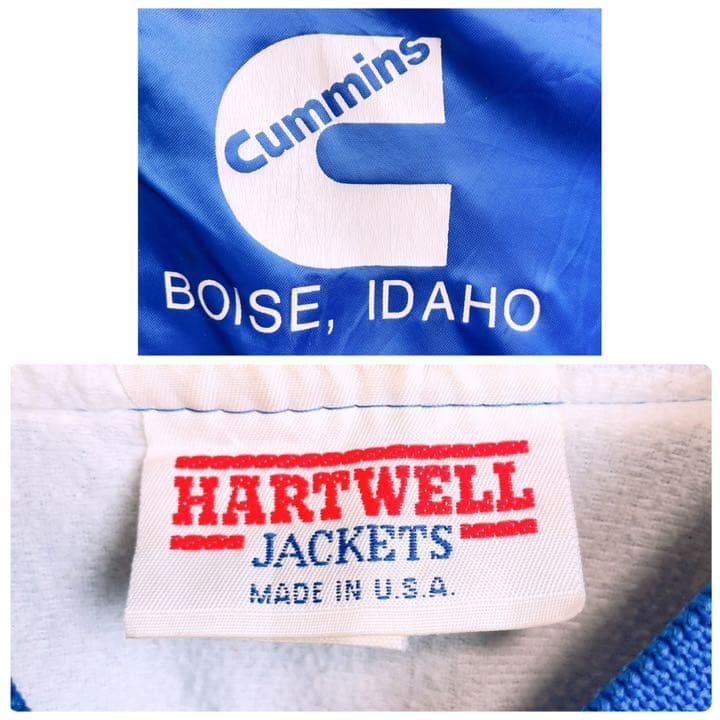 Cummins
BOISE, IDAHO
HARTWELL
JACKETS
MADE IN U.S.A.